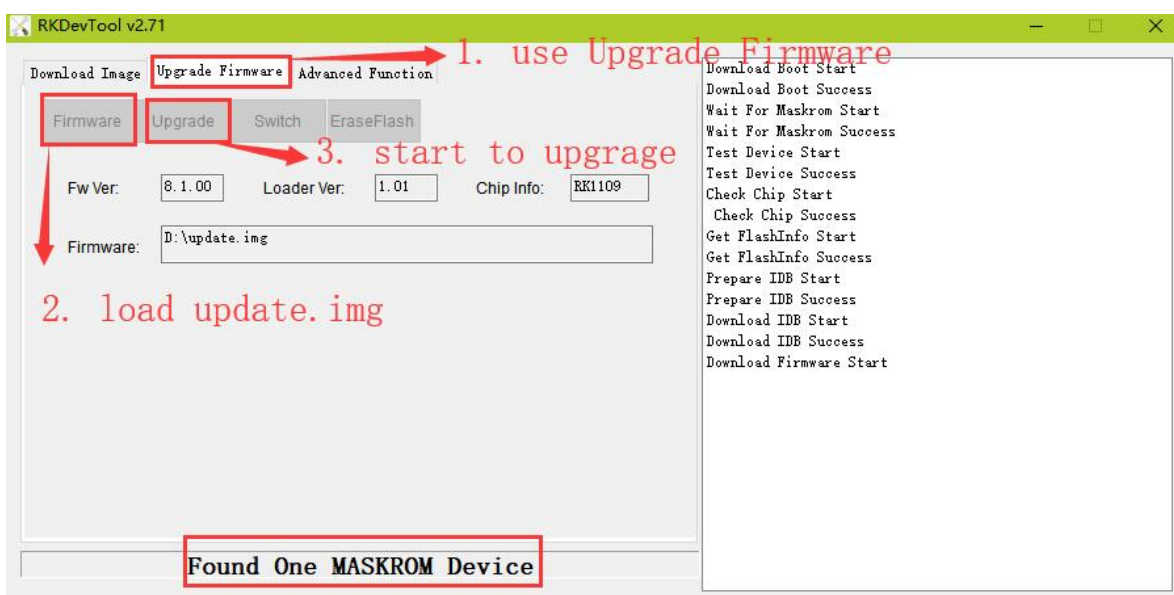 RKDevTool v2.71
1. use Upgrade Firmware
Download Image Upgrade Firmware Advanced Function
Firmware Upgrade Switch EraseFlash
3. start to upgrage
Fw Ver: 8.1.00 Loader Ver: 1.01 Chip Info: RK1109
Firmware: D:\update.img
2. load update.img
Found One MASKROM Device
Download Boot Start
Download Boot Success
Wait For Maskrom Start
Wait For Maskrom Success
Test Device Start
Test Device Success
Check Chip Start
Check Chip Success
Get FlashInfo Start
Get FlashInfo Success
Prepare IDB Start
Prepare IDB Success
Download IDB Start
Download IDB Success
Download Firmware Start